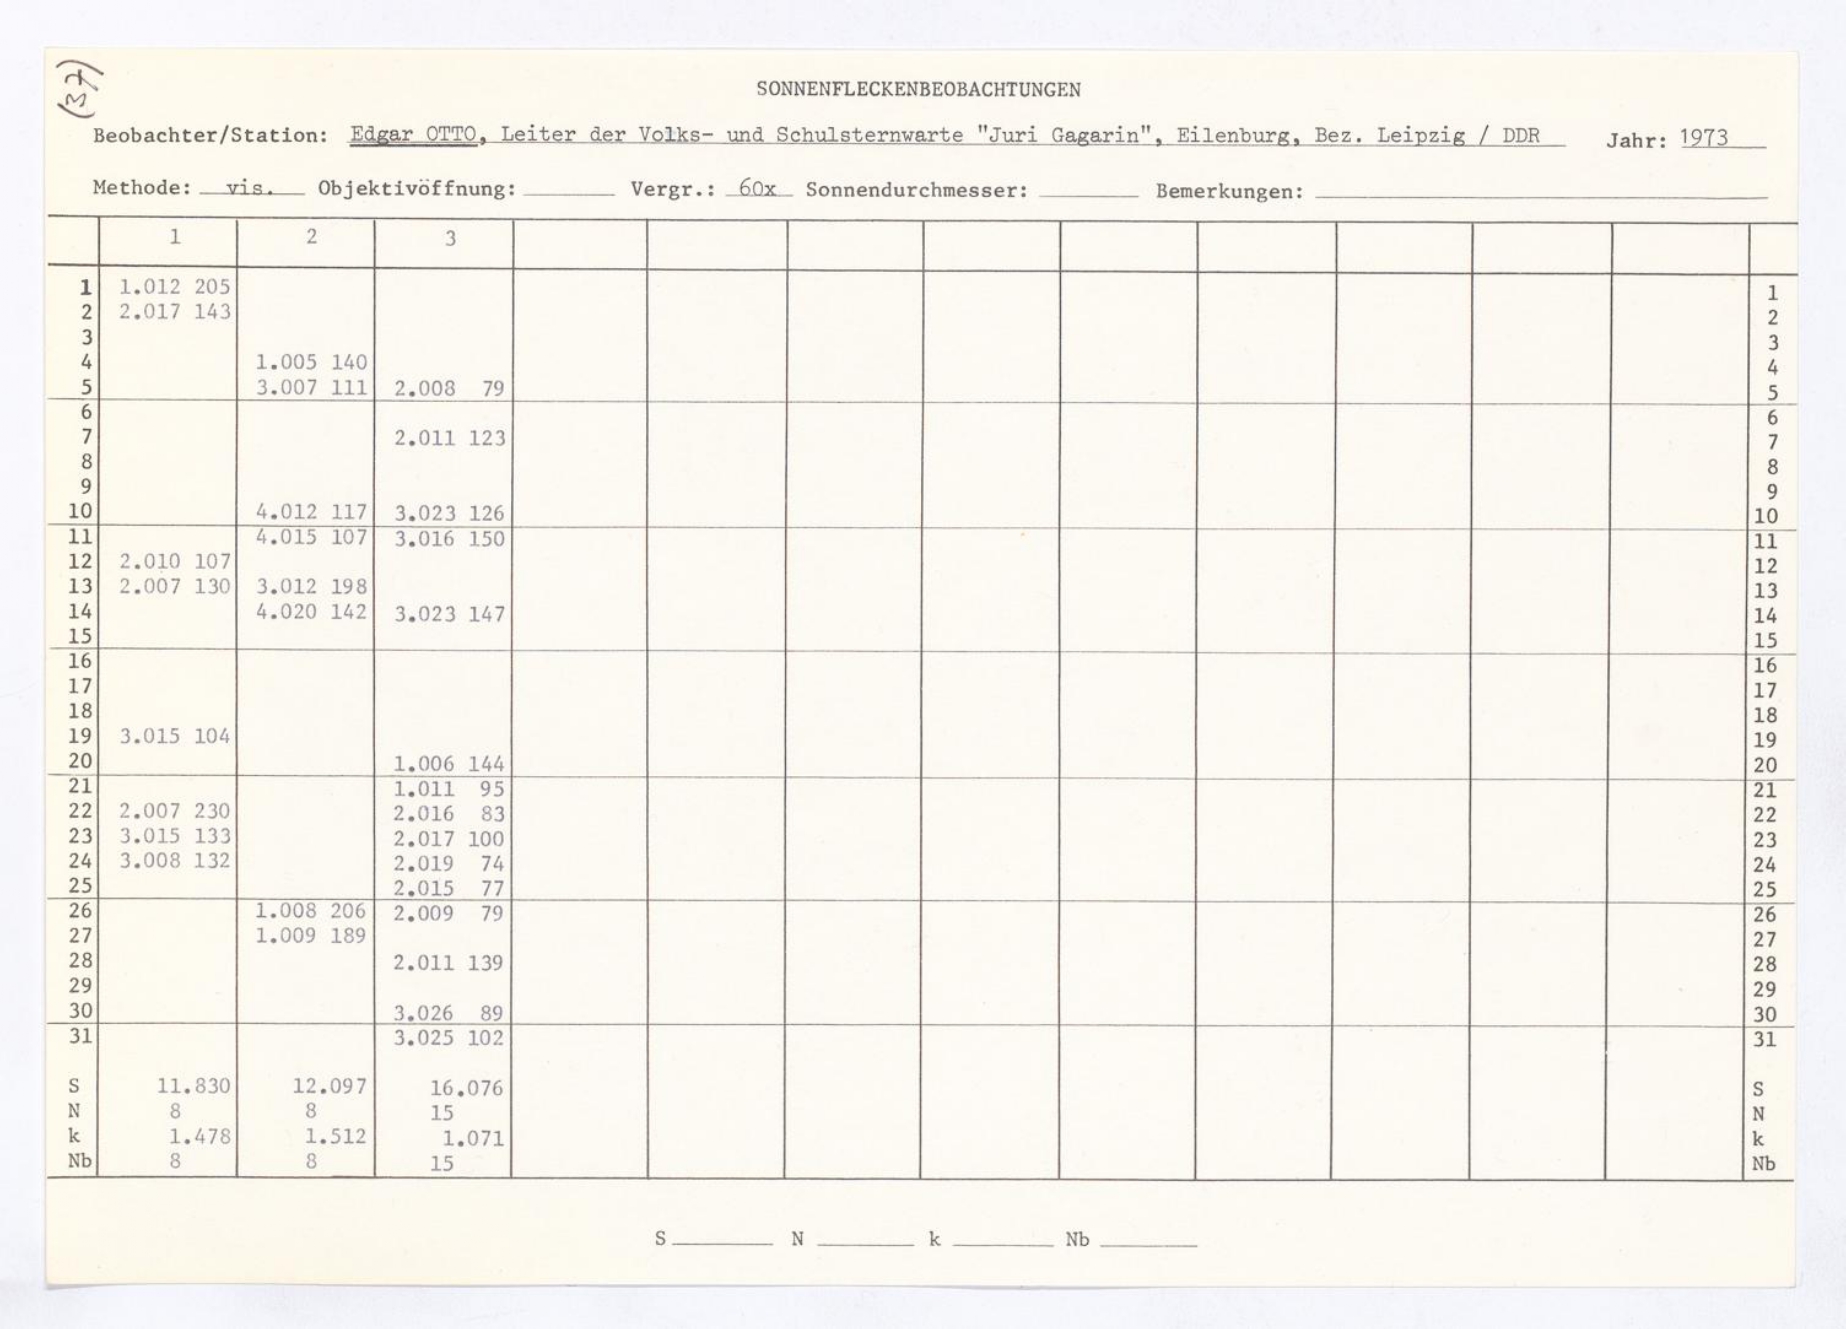 (37)
SONNENFLECKENBEOBACHTUNGEN
Beobachter/Station: Edgar OTTO, Leiter der Volks- und Schulsternwarte "Juri Gagarin", Eilenburg, Bez. Leipzig / DDR Jahr: 1973
Methode: vis. Objektivöffnung: Vergr.: 60x Sonnendurchmesser: Bemerkungen:
1 2 3
1 1.012 205 1
2 2.017 143 2
3 3
4 1.005 140 4
5 3.007 111 2.008 79 5
6 6
7 2.011 123 7
8 8
9 9
10 4.012 117 3.023 126 10
11 4.015 107 3.016 150 11
12 2.010 107 12
13 2.007 130 3.012 198 13
14 4.020 142 3.023 147 14
15 15
16 16
17 17
18 18
19 3.015 104 19
20 1.006 144 20
21 1.011 95 21
22 2.007 230 2.016 83 22
23 3.015 133 2.017 100 23
24 3.008 132 2.019 74 24
25 2.015 77 25
26 1.008 206 2.009 79 26
27 1.009 189 27
28 2.011 139 28
29 29
30 3.026 89 30
31 3.025 102 31
S 11.830 12.097 16.076 S
N 8 8 15 N
k 1.478 1.512 1.071 k
Nb 8 8 15 Nb
S N k Nb